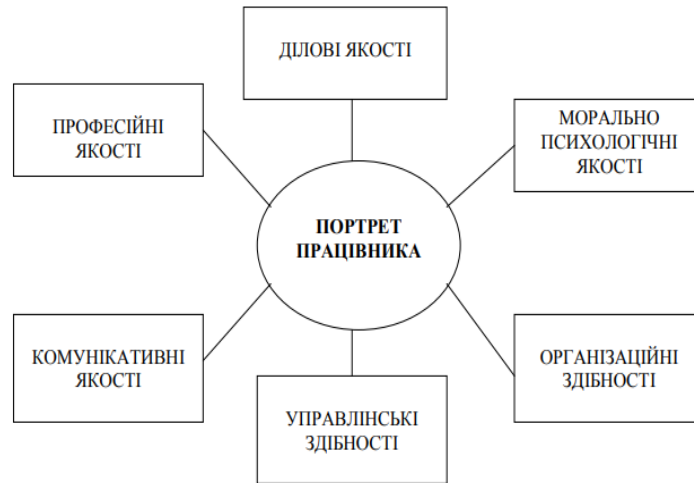 ДІЛОВІ ЯКОСТІ
ПРОФЕСІЙНІ
ЯКОСТІ
МОРАЛЬНО
ПСИХОЛОГІЧНІ
ЯКОСТІ
ПОРТРЕТ
ПРАЦІВНИКА
КОМУНІКАТИВНІ
ЯКОСТІ
ОРГАНІЗАЦІЙНІ
ЗДІБНОСТІ
УПРАВЛІНСЬКІ
ЗДІБНОСТІ